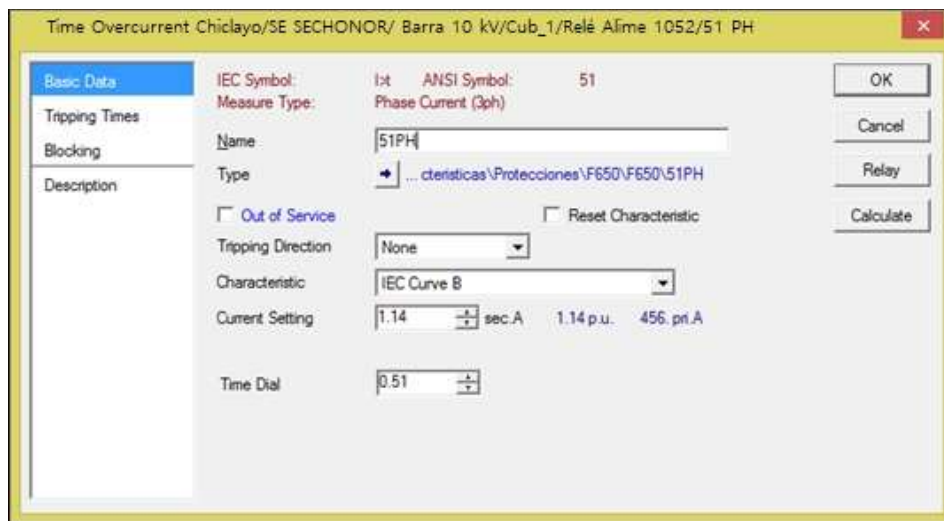 Time Overcurrent Chiclayo/SE SECHONOR/ Barra 10 kV/Cub_1/Relé Alime 1052/51 PH
Basic Data
Tripping Times
Blocking
Description
IEC Symbol: I>t ANSI Symbol: 51
Measure Type: Phase Current (3ph)
Name 51PH
Type ... cteristicas\Protecciones\F650\F650\51PH
Out of Service Reset Characteristic
Tripping Direction None
Characteristic IEC Curve B
Current Setting 1.14 sec.A 1.14 p.u. 456. pri.A
Time Dial 0.51
OK
Cancel
Relay
Calculate